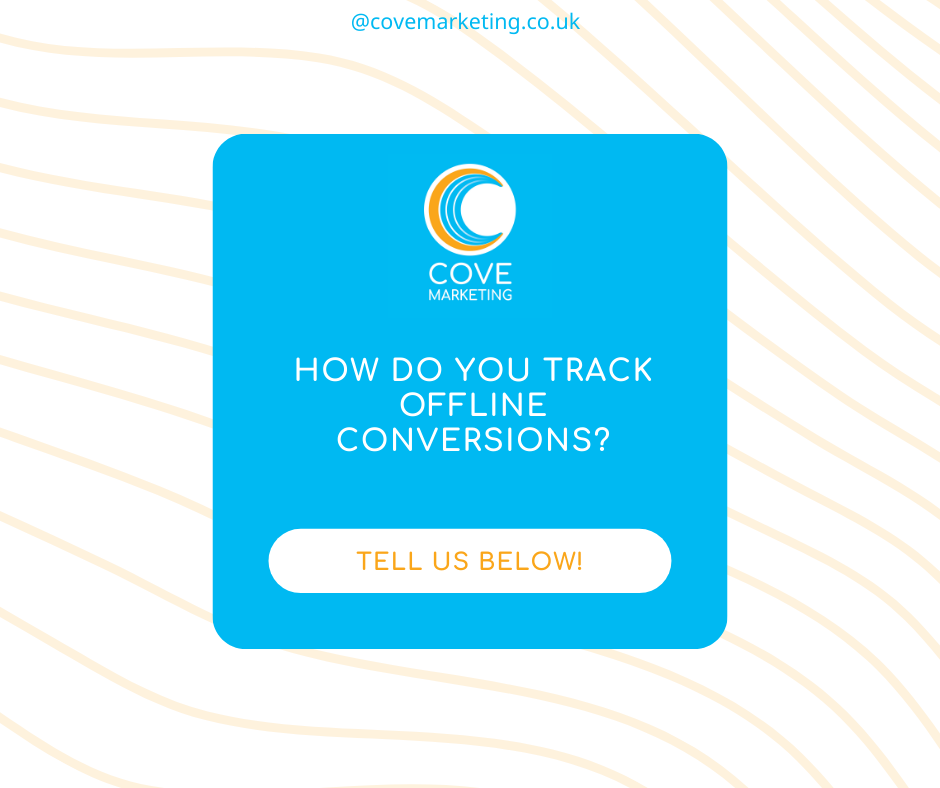 @covemarketing.co.uk
COVE
MARKETING
HOW DO YOU TRACK
OFFLINE
CONVERSIONS?
TELL US BELOW!